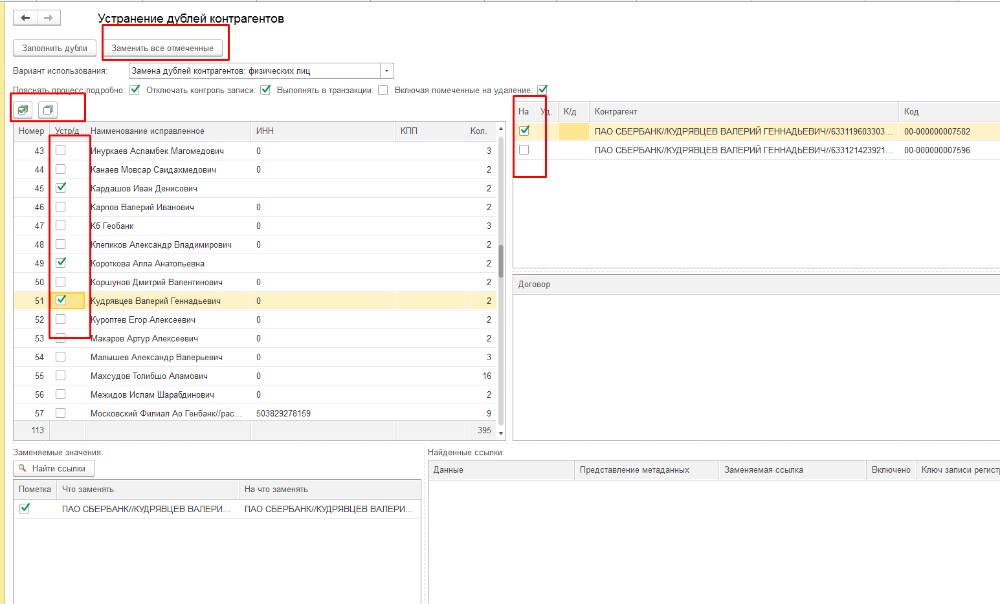 Устранение дублей контрагентов
Заполнить дубли Заменить все отмеченные
Вариант использования: Замена дублей контрагентов: физических лиц
Пояснять процесс подробно: Отключать контроль записи: Выполнять в транзакции: Включая помеченные на удаление:
Номер Устр/д Наименование исправленное ИНН КПП Кол.
43 Инуркаев Асламбек Магомедович 0 3
44 Канаев Мовсар Саидахмедович 0 2
45 Кардашов Иван Денисович 2
46 Карпов Валерий Иванович 0 2
47 Кб Геобанк 0 3
48 Клепиков Александр Владимирович 0 2
49 Короткова Алла Анатольевна 2
50 Коршунов Дмитрий Валентинович 0 2
51 Кудрявцев Валерий Геннадьевич 0 2
52 Куроптев Егор Алексеевич 0 2
53 Макаров Артур Алексеевич 0 2
54 Малышев Александр Валерьевич 0 3
55 Махсудов Толибшо Аламович 0 16
56 Межидов Ислам Шарабдинович 0 2
57 Московский Филиал Ао Генбанк//рас... 503829278159 9
113 395
На Уд. К/д Контрагент Код
ПАО СБЕРБАНК//КУДРЯВЦЕВ ВАЛЕРИЙ ГЕННАДЬЕВИЧ//633119603303... 00-000000007582
ПАО СБЕРБАНК//КУДРЯВЦЕВ ВАЛЕРИЙ ГЕННАДЬЕВИЧ//633121423921... 00-000000007596
Договор
Заменяемые значения:
Найти ссылки
Пометка Что заменять На что заменять
ПАО СБЕРБАНК//КУДРЯВЦЕВ ВАЛЕРИ... ПАО СБЕРБАНК//КУДРЯВЦЕВ ВАЛЕРИ...
Найденные ссылки:
Данные Представление метаданных Заменяемая ссылка Включено Ключ записи регистр